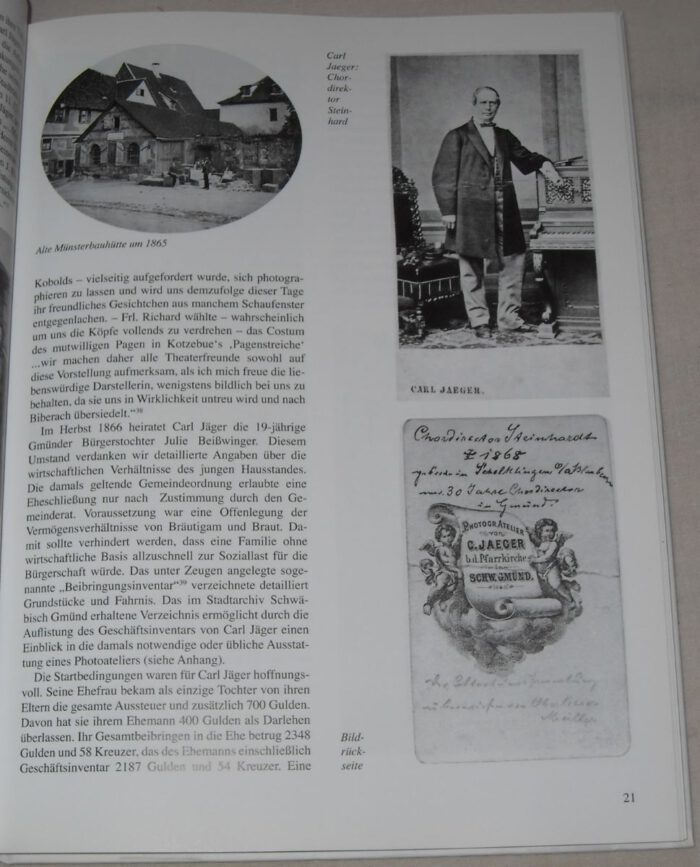 Carl
Jaeger:
Chor-
direk-
tor
Stein-
hard
CARL JAEGER.
Alte Münsterbauhütte um 1865
Kobolds – vielseitig aufgefordert wurde, sich photogra-
phieren zu lassen und wird uns demzufolge dieser Tage
ihr freundliches Gesichtchen aus manchem Schaufenster
entgegenlachen. – Frl. Richard wählte – wahrscheinlich
um uns die Köpfe vollends zu verdrehen – das Costum
des mutwilligen Pagen in Kotzebue's ‚Pagenstreiche'
...wir machen daher alle Theaterfreunde sowohl auf
diese Vorstellung aufmerksam, als ich mich freue die lie-
benswürdige Darstellerin, wenigstens bildlich bei uns zu
behalten, da sie uns in Wirklichkeit untreu wird und nach
Biberach übersiedelt.“³⁸
Im Herbst 1866 heiratet Carl Jäger die 19-jährige
Gmünder Bürgerstochter Julie Beißwinger. Diesem
Umstand verdanken wir detaillierte Angaben über die
wirtschaftlichen Verhältnisse des jungen Hausstandes.
Die damals geltende Gemeindeordnung erlaubte eine
Eheschließung nur nach Zustimmung durch den Ge-
meinderat. Voraussetzung war eine Offenlegung der
Vermögensverhältnisse von Bräutigam und Braut. Da-
mit sollte verhindert werden, dass eine Familie ohne
wirtschaftliche Basis allzuschnell zur Soziallast für die
Bürgerschaft würde. Das unter Zeugen angelegte soge-
nannte „Beibringungsinventar“³⁹ verzeichnete detailliert
Grundstücke und Fahrnis. Das im Stadtarchiv Schwä-
bisch Gmünd erhaltene Verzeichnis ermöglicht durch die
Auflistung des Geschäftsinventars von Carl Jäger einen
Einblick in die damals notwendige oder übliche Ausstat-
tung eines Photoateliers (siehe Anhang).
Die Startbedingungen waren für Carl Jäger hoffnungs-
voll. Seine Ehefrau bekam als einzige Tochter von ihren
Eltern die gesamte Aussteuer und zusätzlich 700 Gulden.
Davon hat sie ihrem Ehemann 400 Gulden als Darlehen
überlassen. Ihr Gesamtbeibringen in die Ehe betrug 2348
Gulden und 58 Kreuzer, das des Ehemanns einschließlich
Geschäftsinventar 2187 Gulden und 54 Kreuzer. Eine
Chordirector Steinhardt
1868
30 Jahre Chordirector
in Gmünd.
PHOTOGR. ATELIER
von
C. JAEGER
b.d. Pfarrkirche
in
SCHW. GMÜND.
Bild-
rück-
seite
21